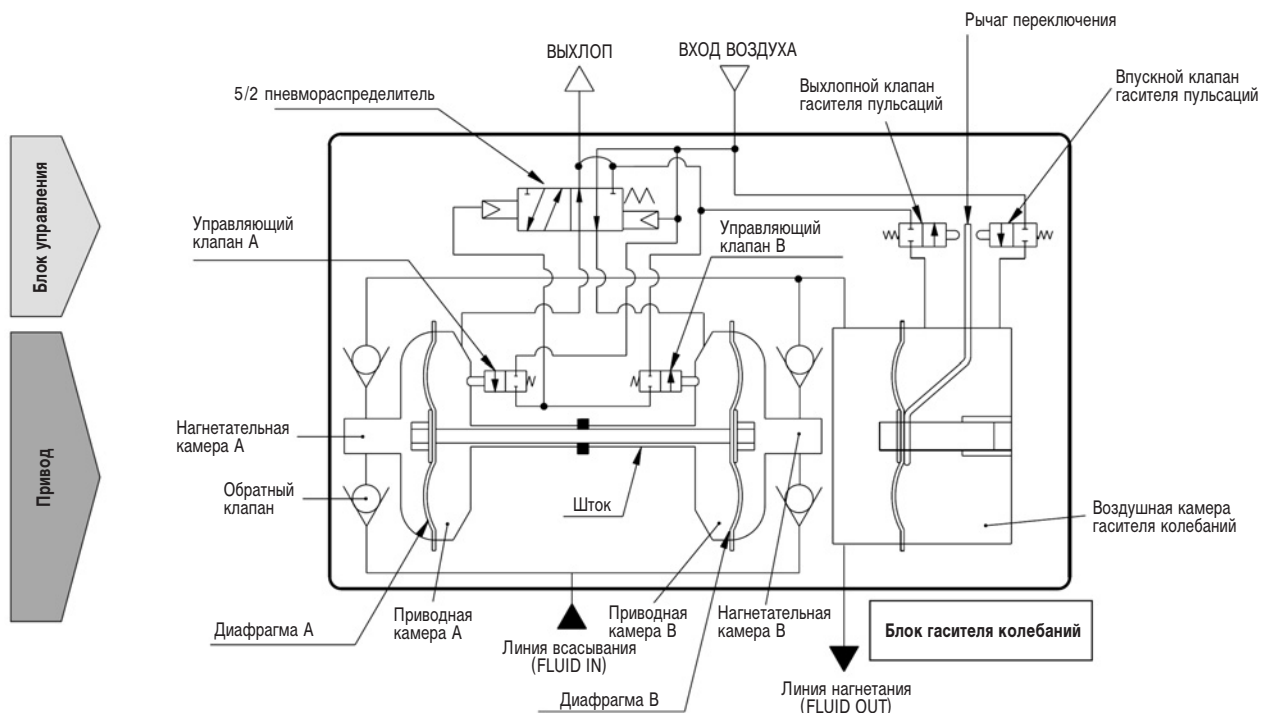 Рычаг переключения
ВЫХЛОП
ВХОД ВОЗДУХА
Выхлопной клапан
гасителя пульсаций
Впускной клапан
гасителя пульсаций
5/2 пневмораспределитель
Блок управления
Управляющий
клапан A
Управляющий
клапан B
Привод
Нагнетательная
камера A
Обратный
клапан
Шток
Воздушная камера
гасителя колебаний
Диафрагма A
Приводная
камера A
Линия всасывания
(FLUID IN)
Приводная
камера B
Нагнетательная
камера B
Блок гасителя колебаний
Диафрагма B
Линия нагнетания
(FLUID OUT)